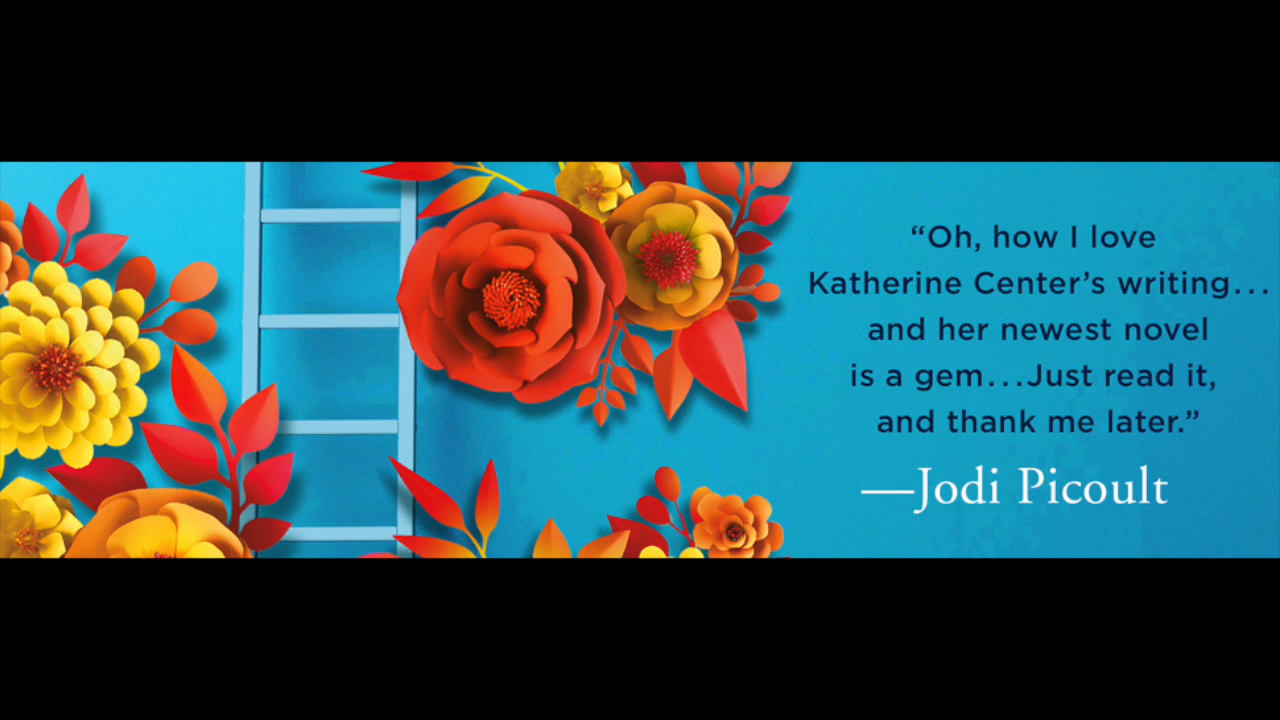 “Oh, how I love
Katherine Center’s writing...
and her newest novel
is a gem...Just read it,
and thank me later.”
—Jodi Picoult